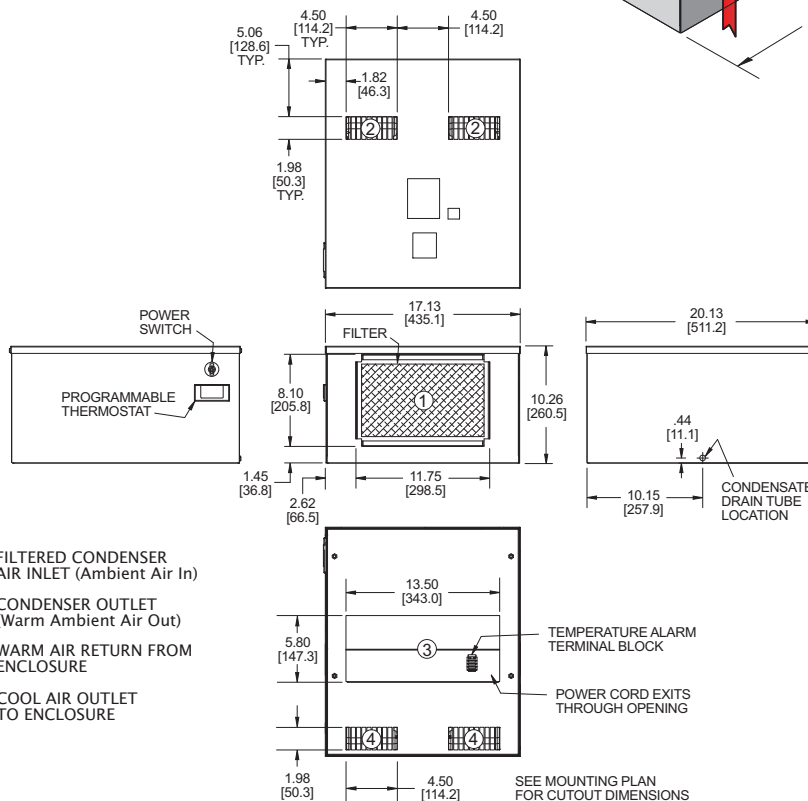 4.50
[114.2]
TYP.
4.50
[114.2]
5.06
[128.6]
TYP.
1.82
[46.3]
2
2
1.98
[50.3]
TYP.
POWER
SWITCH
PROGRAMMABLE
THERMOSTAT
17.13
[435.1]
FILTER
8.10
[205.8]
1
10.26
[260.5]
1.45
[36.8]
2.62
[66.5]
11.75
[298.5]
20.13
[511.2]
.44
[11.1]
10.15
[257.9]
CONDENSATE
DRAIN TUBE
LOCATION
FILTERED CONDENSER
AIR INLET (Ambient Air In)
CONDENSER OUTLET
(Warm Ambient Air Out)
WARM AIR RETURN FROM
ENCLOSURE
COOL AIR OUTLET
TO ENCLOSURE
13.50
[343.0]
5.80
[147.3]
3
TEMPERATURE ALARM
TERMINAL BLOCK
POWER CORD EXITS
THROUGH OPENING
4
4
1.98
[50.3]
4.50
[114.2]
SEE MOUNTING PLAN
FOR CUTOUT DIMENSIONS